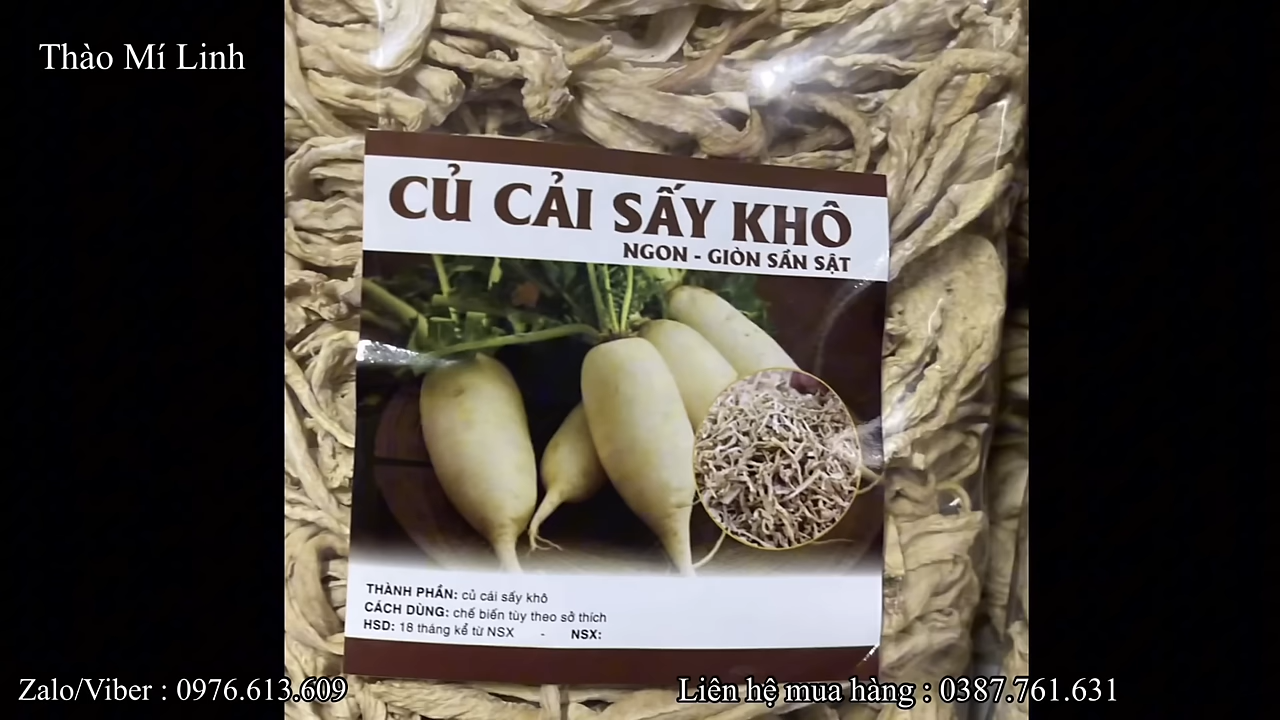 Thào Mí Linh
CỦ CẢI SẤY KHÔ
NGON - GIÒN SẦN SẬT
THÀNH PHẦN: củ cải sấy khô
CÁCH DÙNG: chế biến tùy theo sở thích
HSD: 18 tháng kể từ NSX - NSX:
Zalo/Viber : 0976.613.609
Liên hệ mua hàng : 0387.761.631